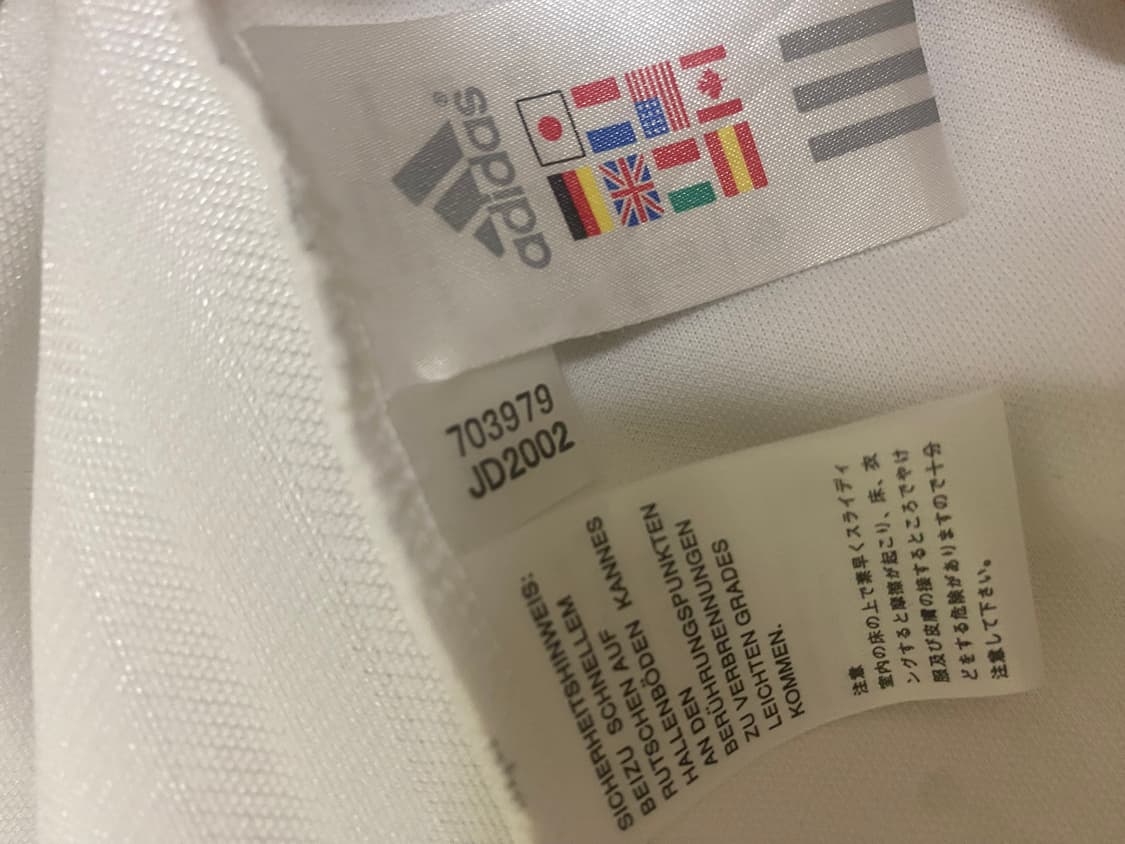 adidas®
703979
JD2002
SICHERHEITSHINWEIS:
BEIZU SCHNELLEM
RUTSCHEN AUF
HALLENBÖDEN KANNES
AN DEN
BERÜHRUNGSPUNKTEN
ZU VERBRENNUNGEN
LEICHTEN GRADES
KOMMEN.
注意
室内の床の上で素早くスライディ
ングすると摩擦が起こり、床、衣
服及び皮膚の接するところでやけ
どをする危険がありますので十分
注意して下さい。